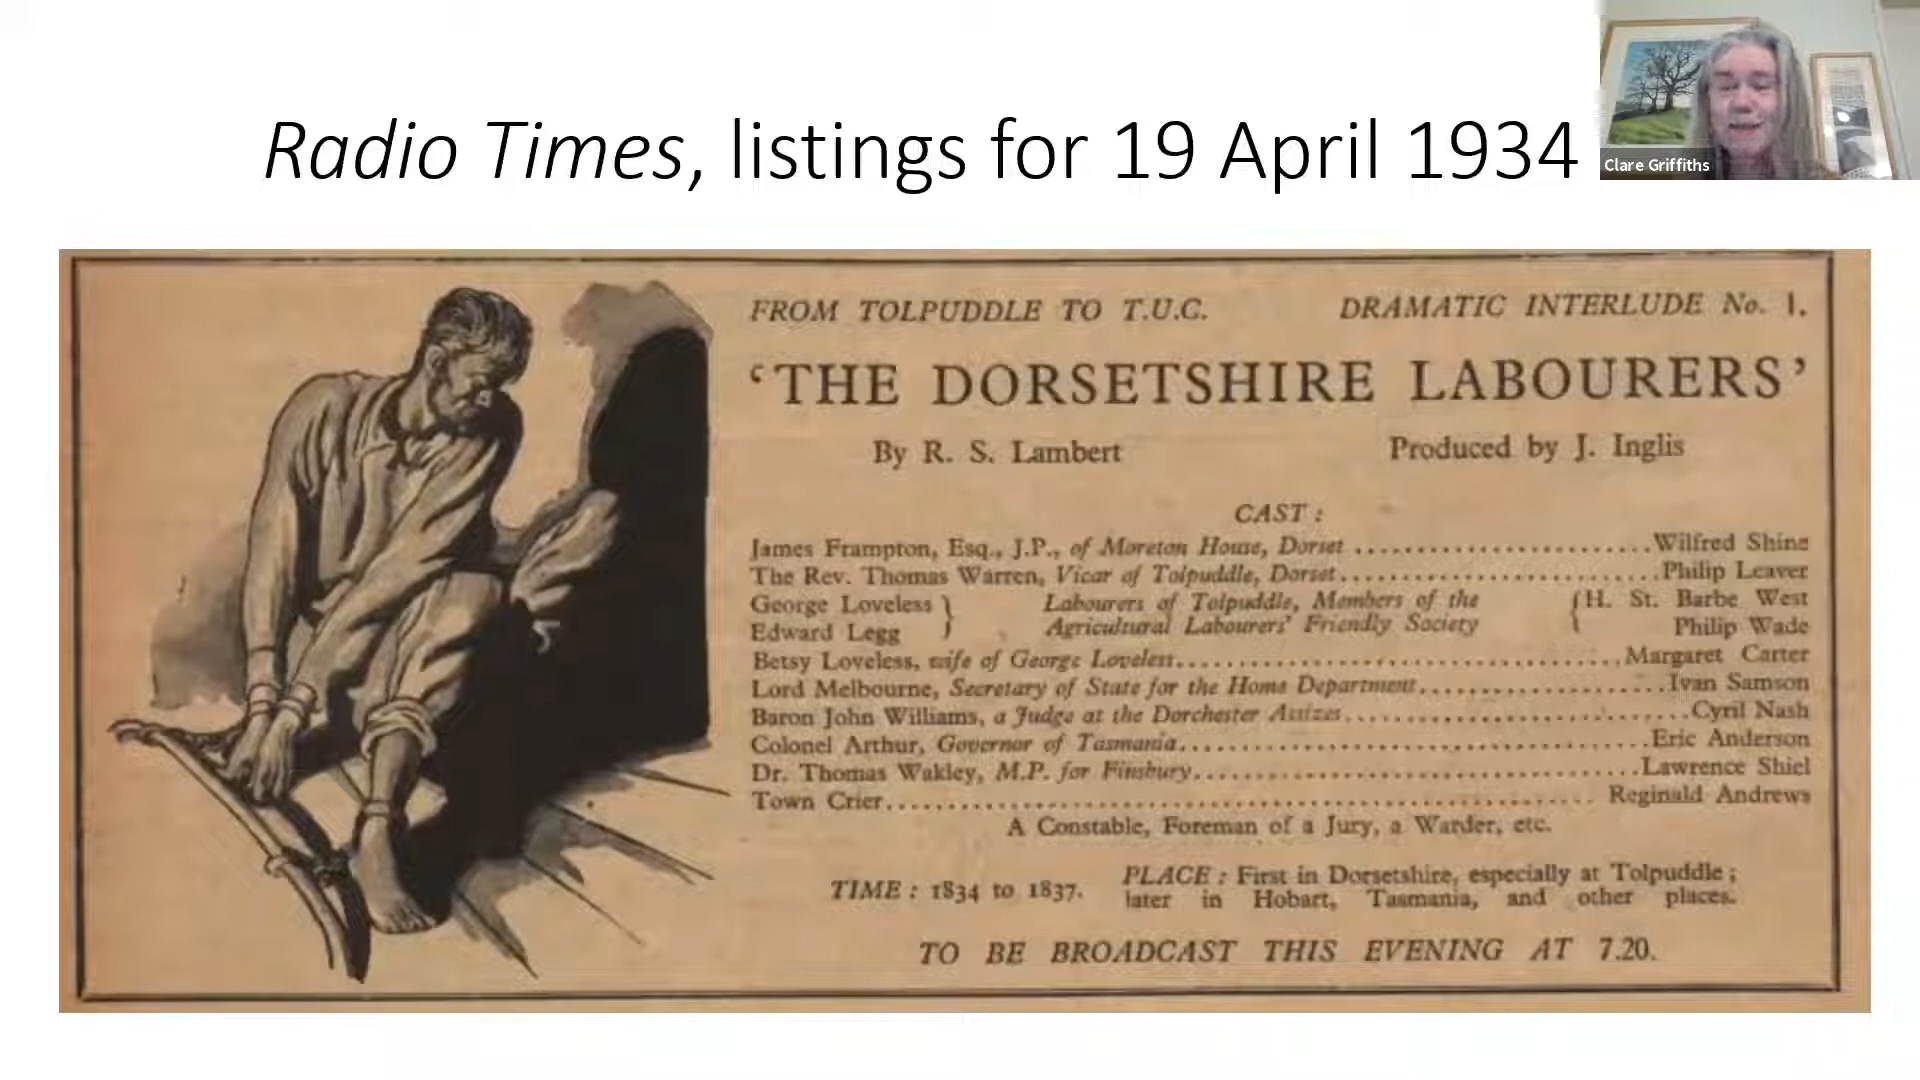 Radio Times, listings for 19 April 1934
Clare Griffiths
FROM TOLPUDDLE TO T.U.C. DRAMATIC INTERLUDE No. 1.
‘THE DORSETSHIRE LABOURERS’
By R. S. Lambert Produced by J. Inglis
CAST :
James Frampton, Esq., J.P., of Moreton House, Dorset ..............................Wilfred Shine
The Rev. Thomas Warren, Vicar of Tolpuddle, Dorset..............................Philip Leaver
George Loveless } Labourers of Tolpuddle, Members of the { H. St. Barbe West
Edward Legg } Agricultural Labourers' Friendly Society { Philip Wade
Betsy Loveless, wife of George Loveless..............................Margaret Carter
Lord Melbourne, Secretary of State for the Home Department......................Ivan Samson
Baron John Williams, a Judge at the Dorchester Assizes..............................Cyril Nash
Colonel Arthur, Governor of Tasmania..............................Eric Anderson
Dr. Thomas Wakley, M.P. for Finsbury..............................Lawrence Shiel
Town Crier.............................. Reginald Andrews
A Constable, Foreman of a Jury, a Warder, etc.
TIME : 1834 to 1837. PLACE : First in Dorsetshire, especially at Tolpuddle ;
later in Hobart, Tasmania, and other places.
TO BE BROADCAST THIS EVENING AT 7.20.